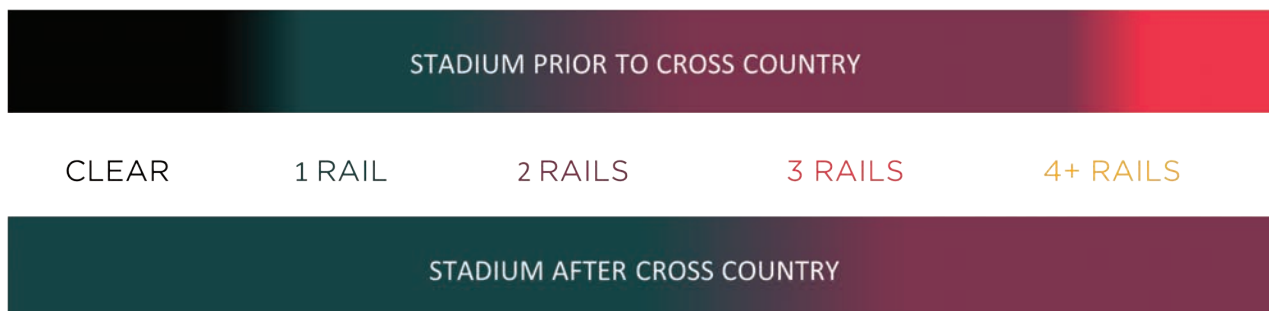 STADIUM PRIOR TO CROSS COUNTRY
CLEAR 1 RAIL 2 RAILS 3 RAILS 4+ RAILS
STADIUM AFTER CROSS COUNTRY